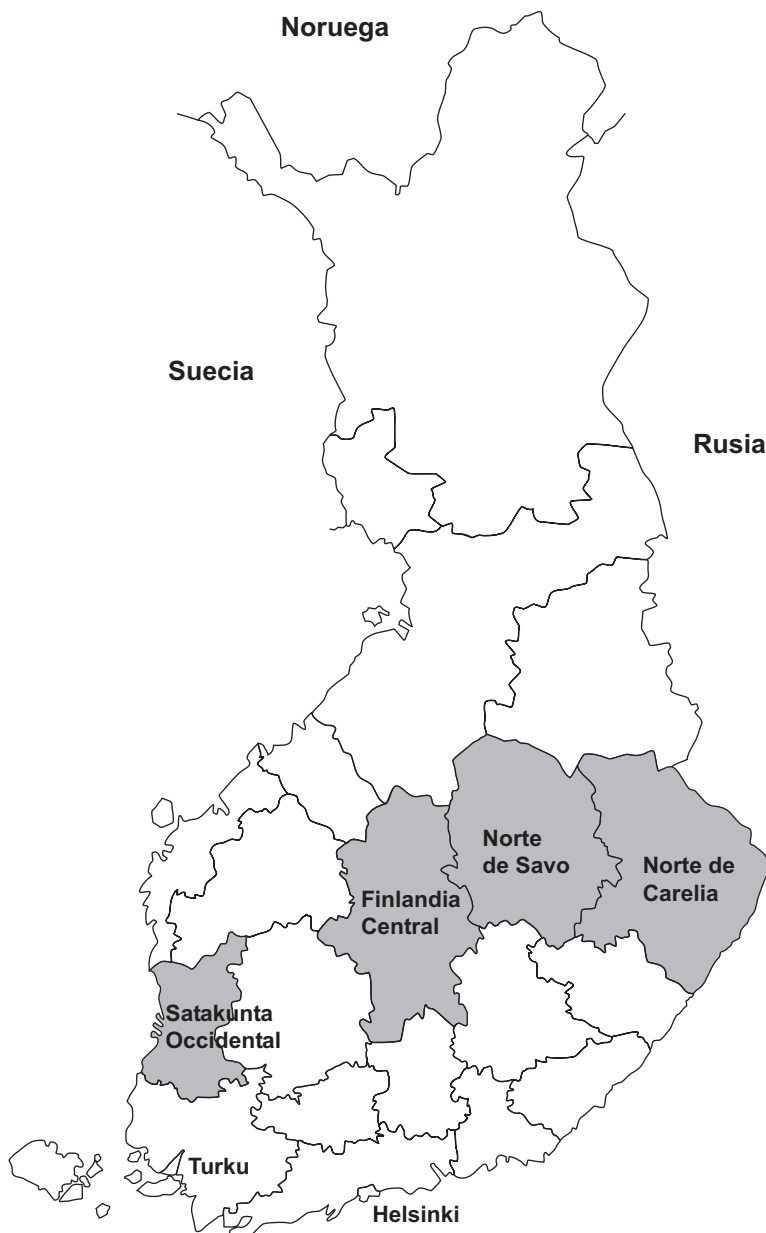 Noruega
Suecia
Rusia
Norte
de Savo
Norte de
Carelia
Finlandia
Central
Satakunta
Occidental
Turku
Helsinki